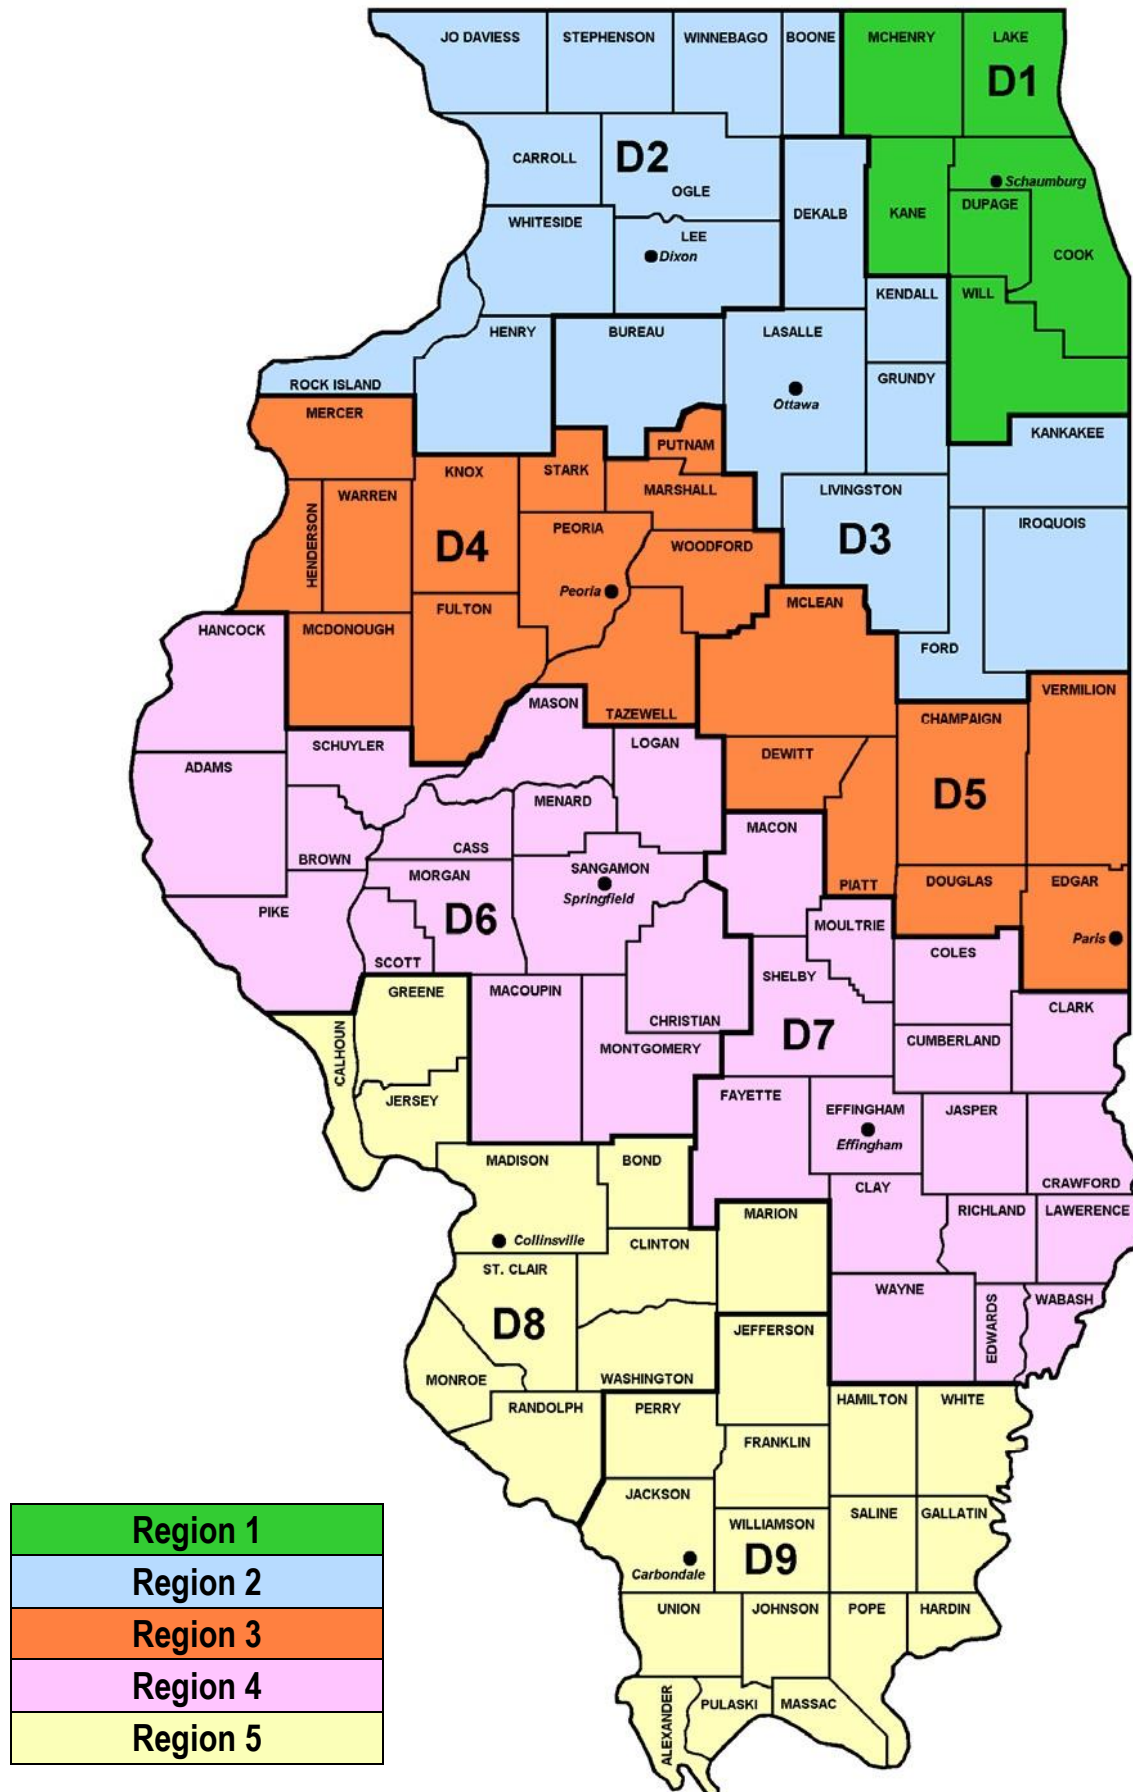 JO DAVIESS
STEPHENSON
WINNEBAGO
BOONE
MCHENRY
LAKE
D1
CARROLL
D2
OGLE
DEKALB
KANE
Schaumburg
DUPAGE
COOK
WHITESIDE
LEE
Dixon
KENDALL
WILL
HENRY
BUREAU
LASALLE
GRUNDY
ROCK ISLAND
Ottawa
MERCER
PUTNAM
KANKAKEE
KNOX
STARK
MARSHALL
LIVINGSTON
IROQUOIS
HENDERSON
WARREN
D4
PEORIA
WOODFORD
D3
Peoria
MCLEAN
FULTON
HANCOCK
MCDONOUGH
FORD
VERMILION
MASON
TAZEWELL
CHAMPAIGN
SCHUYLER
LOGAN
DEWITT
ADAMS
MENARD
D5
MACON
BROWN
CASS
MORGAN
SANGAMON
Springfield
PIATT
DOUGLAS
EDGAR
PIKE
D6
MOULTRIE
Paris
SCOTT
SHELBY
COLES
GREENE
MACOUPIN
CHRISTIAN
CLARK
CALHOUN
MONTGOMERY
D7
CUMBERLAND
JERSEY
FAYETTE
EFFINGHAM
Effingham
JASPER
MADISON
BOND
CLAY
CRAWFORD
RICHLAND
LAWERENCE
MARION
Collinsville
CLINTON
ST. CLAIR
WAYNE
EDWARDS
WABASH
D8
JEFFERSON
MONROE
WASHINGTON
RANDOLPH
PERRY
HAMILTON
WHITE
FRANKLIN
JACKSON
WILLIAMSON
SALINE
GALLATIN
Carbondale
D9
UNION
JOHNSON
POPE
HARDIN
ALEXANDER
PULASKI
MASSAC
Region 1
Region 2
Region 3
Region 4
Region 5